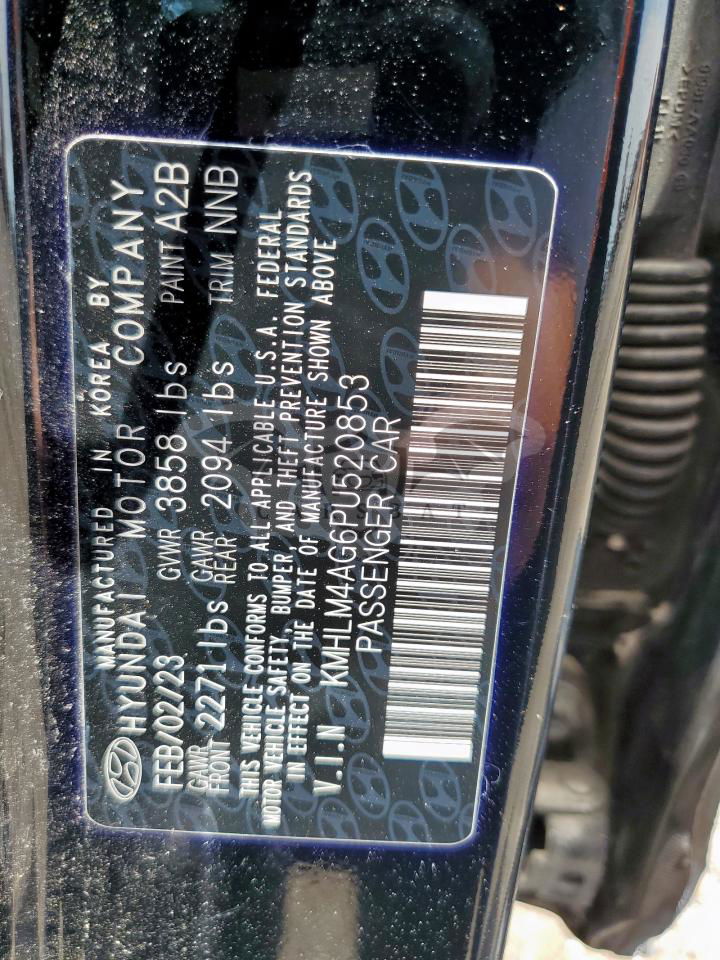 MANUFACTURED IN KOREA BY
HYUNDAI MOTOR COMPANY
FEB/02/23 GVWR 3858 lbs PAINT A2B
GAWR FRONT 2271 lbs GAWR REAR 2094 lbs TRIM NNB
THIS VEHICLE CONFORMS TO ALL APPLICABLE U.S.A. FEDERAL
MOTOR VEHICLE SAFETY, BUMPER, AND THEFT PREVENTION STANDARDS
IN EFFECT ON THE DATE OF MANUFACTURE SHOWN ABOVE
V.I.N KMHLM4AG6PU520853
PASSENGER CAR